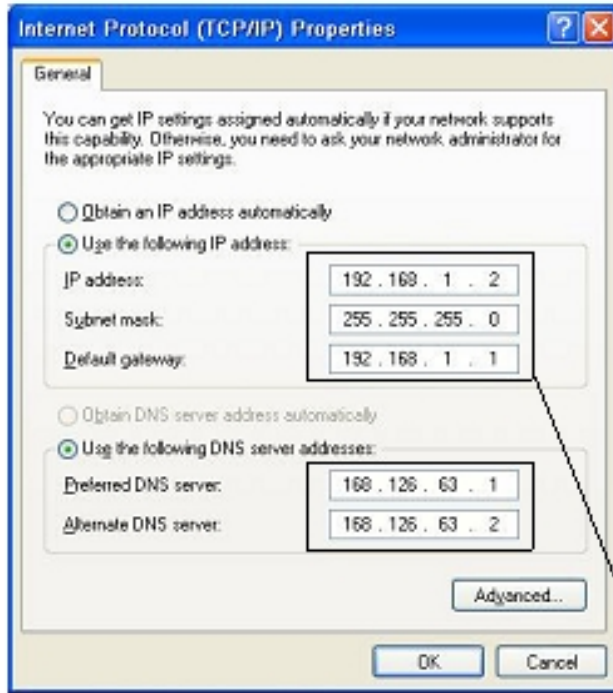 Internet Protocol (TCP/IP) Properties
General
You can get IP settings assigned automatically if your network supports
this capability. Otherwise, you need to ask your network administrator for
the appropriate IP settings.
Obtain an IP address automatically
Use the following IP address:
IP address: 192 . 168 . 1 . 2
Subnet mask: 255 . 255 . 255 . 0
Default gateway: 192 . 168 . 1 . 1
Obtain DNS server address automatically
Use the following DNS server addresses:
Preferred DNS server: 168 . 126 . 63 . 1
Alternate DNS server: 168 . 126 . 63 . 2
Advanced...
OK Cancel